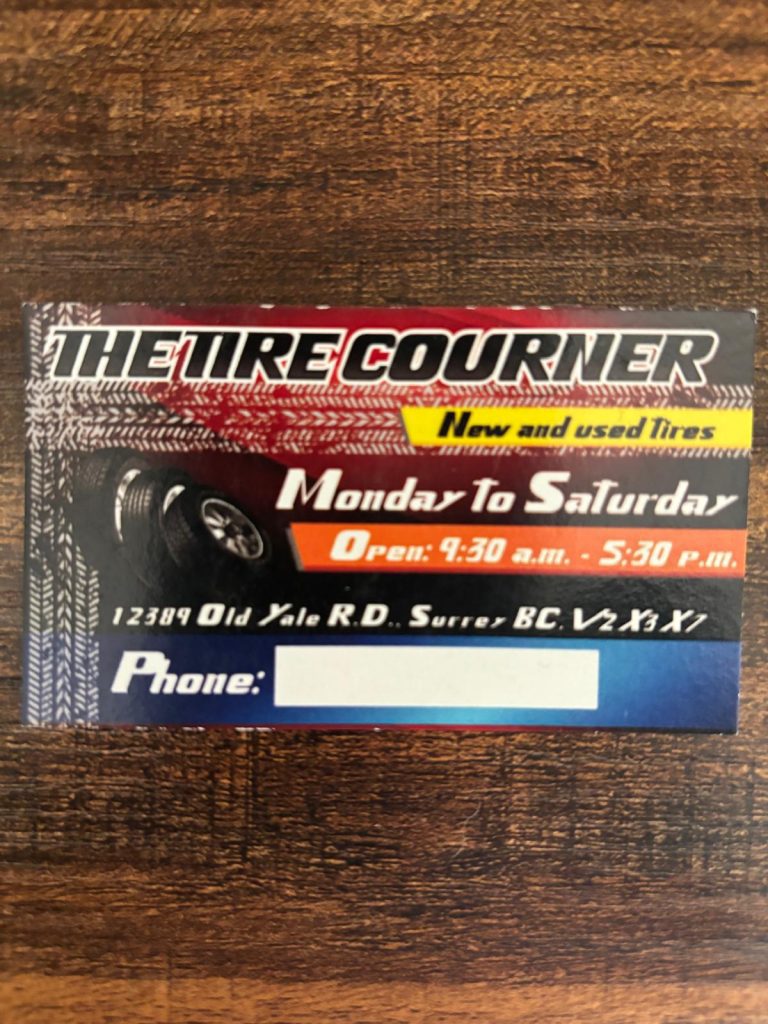 THE TIRE COURNER
New and used Tires
Monday to Saturday
Open: 9:30 a.m. - 5:30 p.m.
12389 Old Yale R.D.. Surrey BC. V2X3X7
Phone: